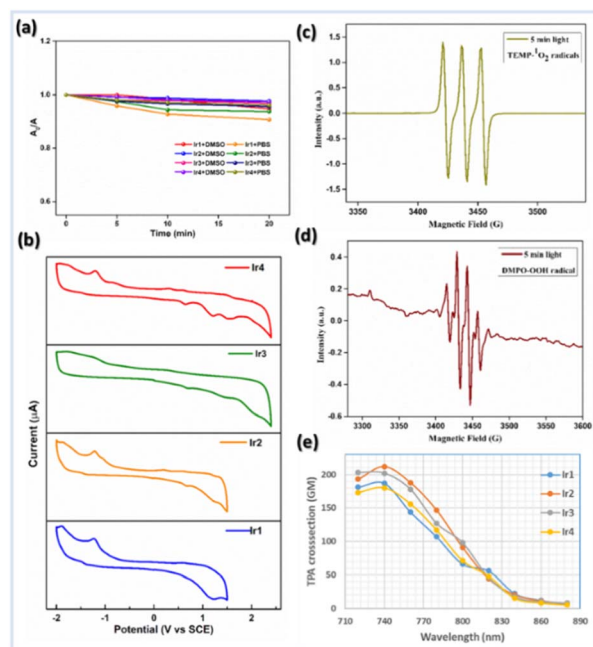 (a)
A₀/A
1.2
1.0
0.8
0.6
0
5
10
15
20
Time (min)
Ir1+DMSO
Ir1+PBS
Ir2+DMSO
Ir2+PBS
Ir3+DMSO
Ir3+PBS
Ir4+DMSO
Ir4+PBS
(b)
Current (μA)
Ir4
Ir3
Ir2
Ir1
-2
-1
0
1
2
Potential (V vs SCE)
(c)
Intensity (a.u.)
1.5
1.0
0.5
0.0
-0.5
-1.0
-1.5
5 min light
TEMP-¹O₂
radicals
3350
3400
3450
3500
Magnetic Field (G)
(d)
Intensity (a.u.)
0.4
0.2
0.0
-0.2
-0.4
-0.6
5 min light
DMPO-OOH radical
3300
3350
3400
3450
3500
3550
3600
Magnetic Field (G)
(e)
TPA crosssection (GM)
200
150
100
50
0
Ir1
Ir2
Ir3
Ir4
710
740
770
800
830
860
890
Wavelength (nm)